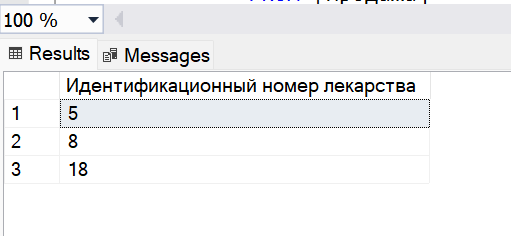 100 %
Results Messages
Идентификационный номер лекарства
1 5
2 8
3 18